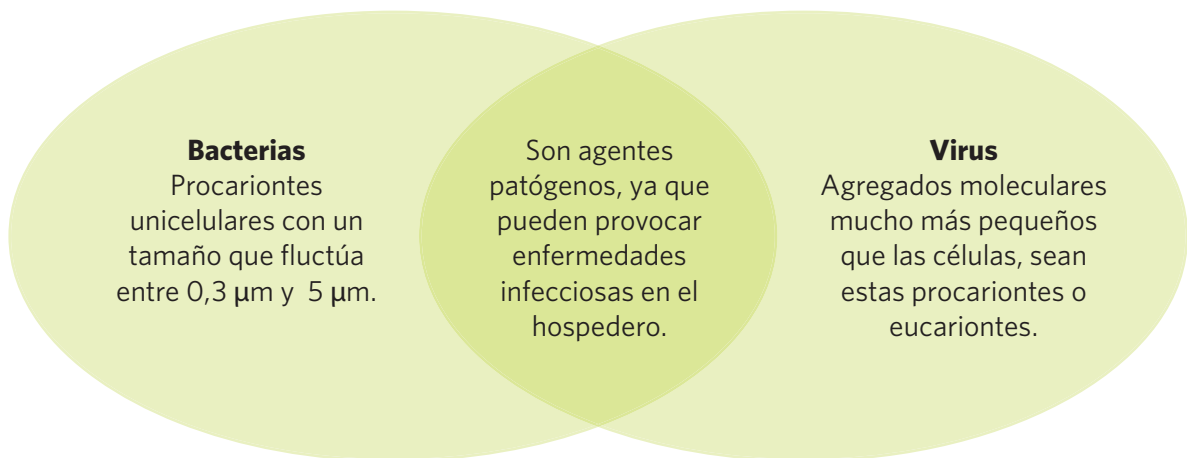 Bacterias
Procariontes
unicelulares con un
tamaño que fluctúa
entre 0,3 µm y 5 µm.
Son agentes
patógenos, ya que
pueden provocar
enfermedades
infecciosas en el
hospedero.
Virus
Agregados moleculares
mucho más pequeños
que las células, sean
estas procariontes o
eucariontes.